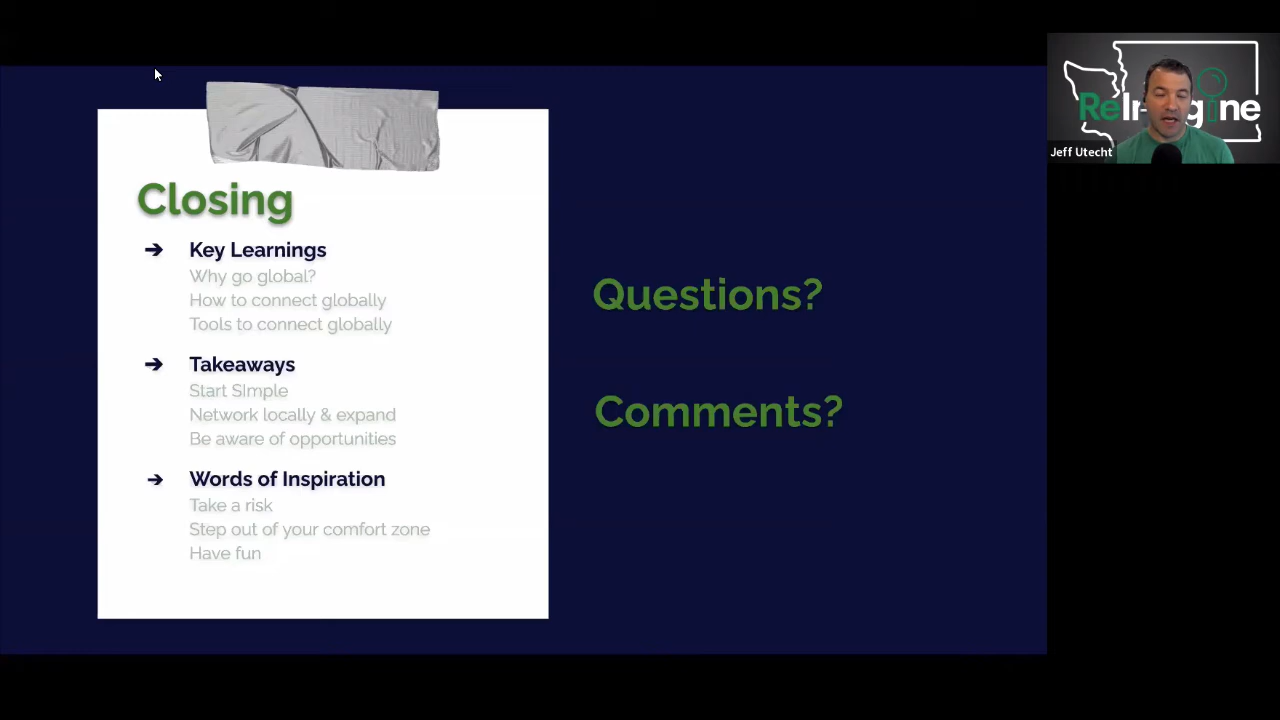 Closing
➔ Key Learnings
Why go global?
How to connect globally
Tools to connect globally
➔ Takeaways
Start SImple
Network locally & expand
Be aware of opportunities
➔ Words of Inspiration
Take a risk
Step out of your comfort zone
Have fun
Questions?
Comments?
Jeff Utecht